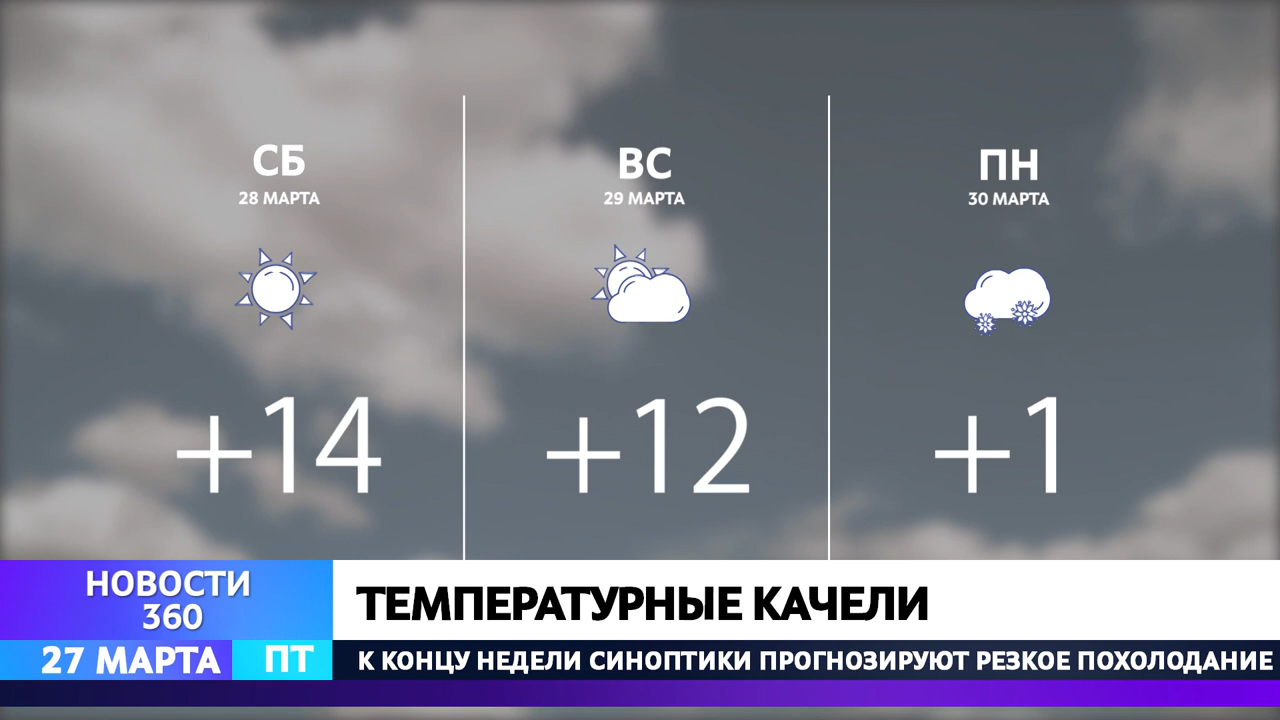 СБ
28 МАРТА
+14
ВС
29 МАРТА
+12
ПН
30 МАРТА
+1
НОВОСТИ
360
27 МАРТА
ПТ
ТЕМПЕРАТУРНЫЕ КАЧЕЛИ
К КОНЦУ НЕДЕЛИ СИНОПТИКИ ПРОГНОЗИРУЮТ РЕЗКОЕ ПОХОЛОДАНИЕ